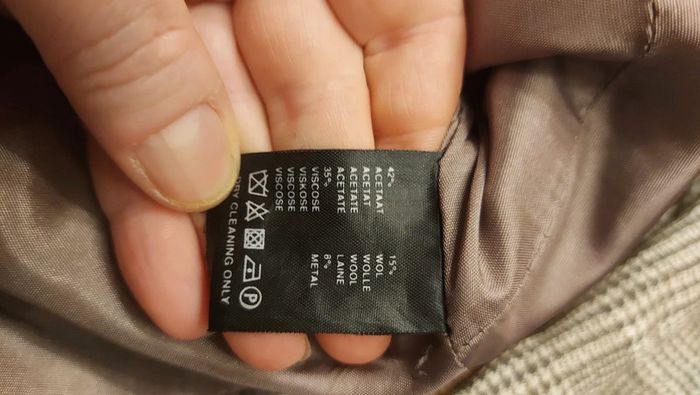 42% 15%
ACETAAT WOL
ACETAT WOLLE
ACETATE WOOL
ACETATE LAINE
35% 8%
VISCOSE METAL
VISKOSE
VISCOSE
VISCOSE
P
DRY CLEANING ONLY